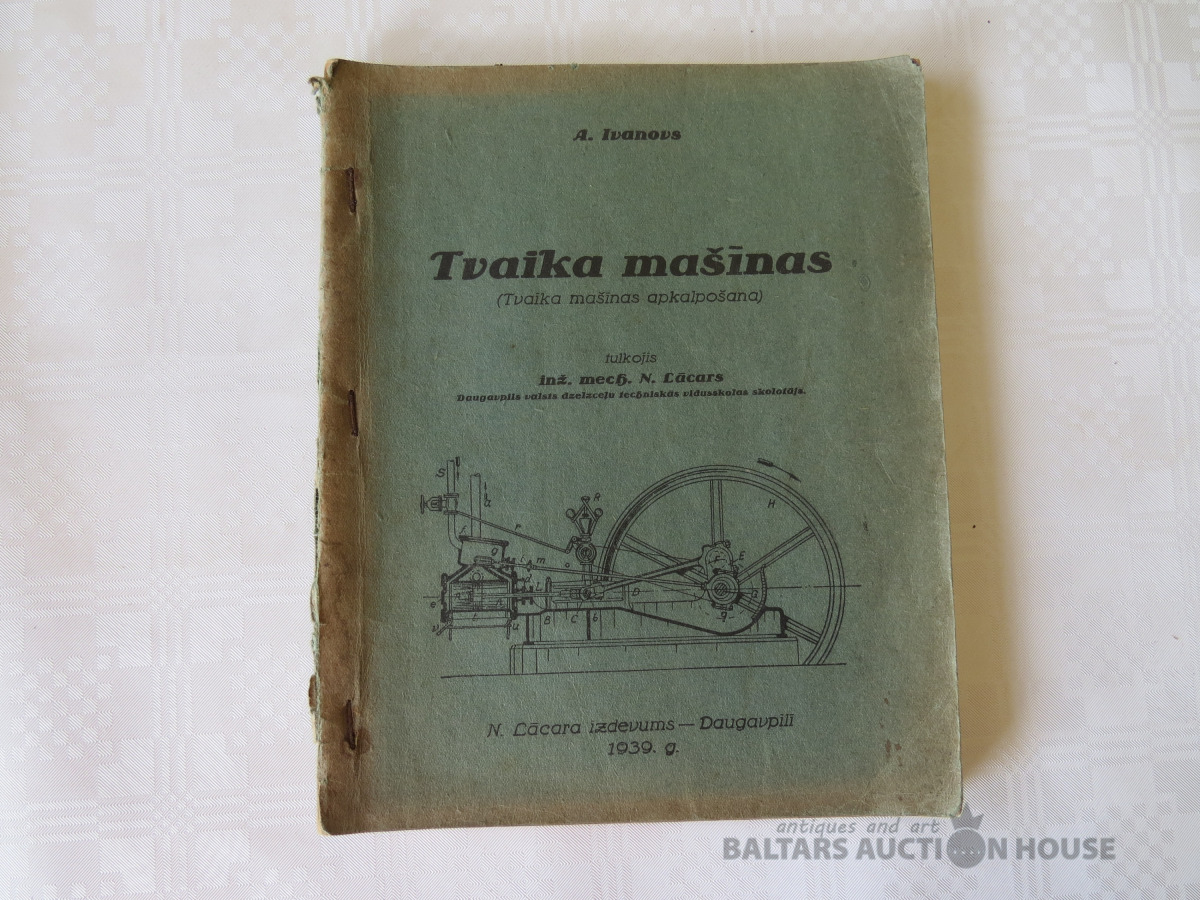 A. Ivanovs
Tvaika mašīnas
(Tvaika mašīnas apkalpošana)
tulkojis
inž. mech. N. Lācars
Daugavpils valsts dzelzceļu techniskās vidusskolas skolotājs.
S
r
R
H
m
F
E
D
B
C
b
N. Lācara izdevums — Daugavpilī
1939. g.
antiques and art
BALTARS AUCTION HOUSE